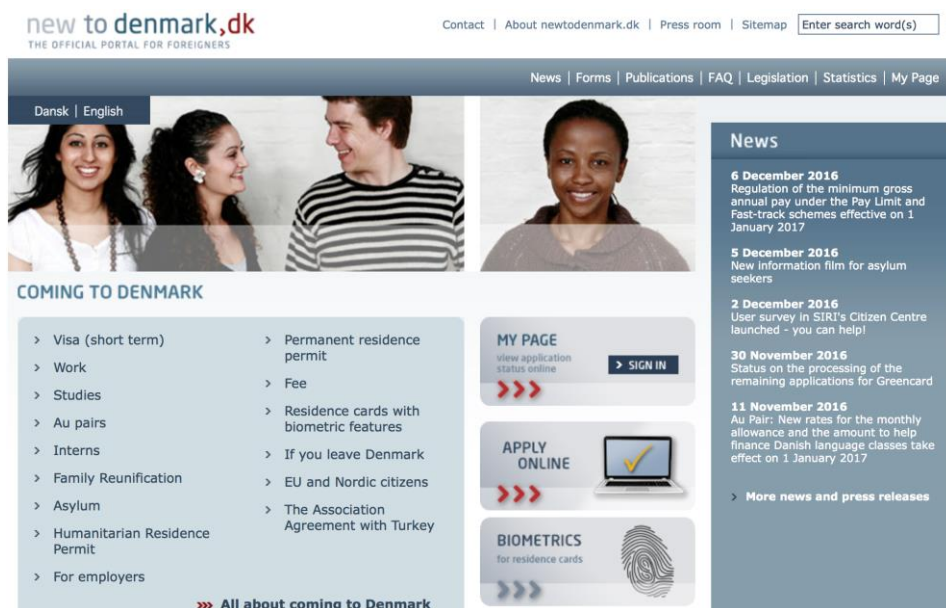 new to denmark,dk
THE OFFICIAL PORTAL FOR FOREIGNERS
Contact | About newtodenmark.dk | Press room | Sitemap
Enter search word(s)
News | Forms | Publications | FAQ | Legislation | Statistics | My Page
Dansk | English
COMING TO DENMARK
> Visa (short term)
> Work
> Studies
> Au pairs
> Interns
> Family Reunification
> Asylum
> Humanitarian Residence
Permit
> For employers
> Permanent residence
permit
> Fee
> Residence cards with
biometric features
> If you leave Denmark
> EU and Nordic citizens
> The Association
Agreement with Turkey
>>> All about coming to Denmark
MY PAGE
view application
status online
> SIGN IN
APPLY
ONLINE
BIOMETRICS
for residence cards
News
6 December 2016
Regulation of the minimum gross
annual pay under the Pay Limit and
Fast-track schemes effective on 1
January 2017
5 December 2016
New information film for asylum
seekers
2 December 2016
User survey in SIRI's Citizen Centre
launched - you can help!
30 November 2016
Status on the processing of the
remaining applications for Greencard
11 November 2016
Au Pair: New rates for the monthly
allowance and the amount to help
finance Danish language classes take
effect on 1 January 2017
> More news and press releases